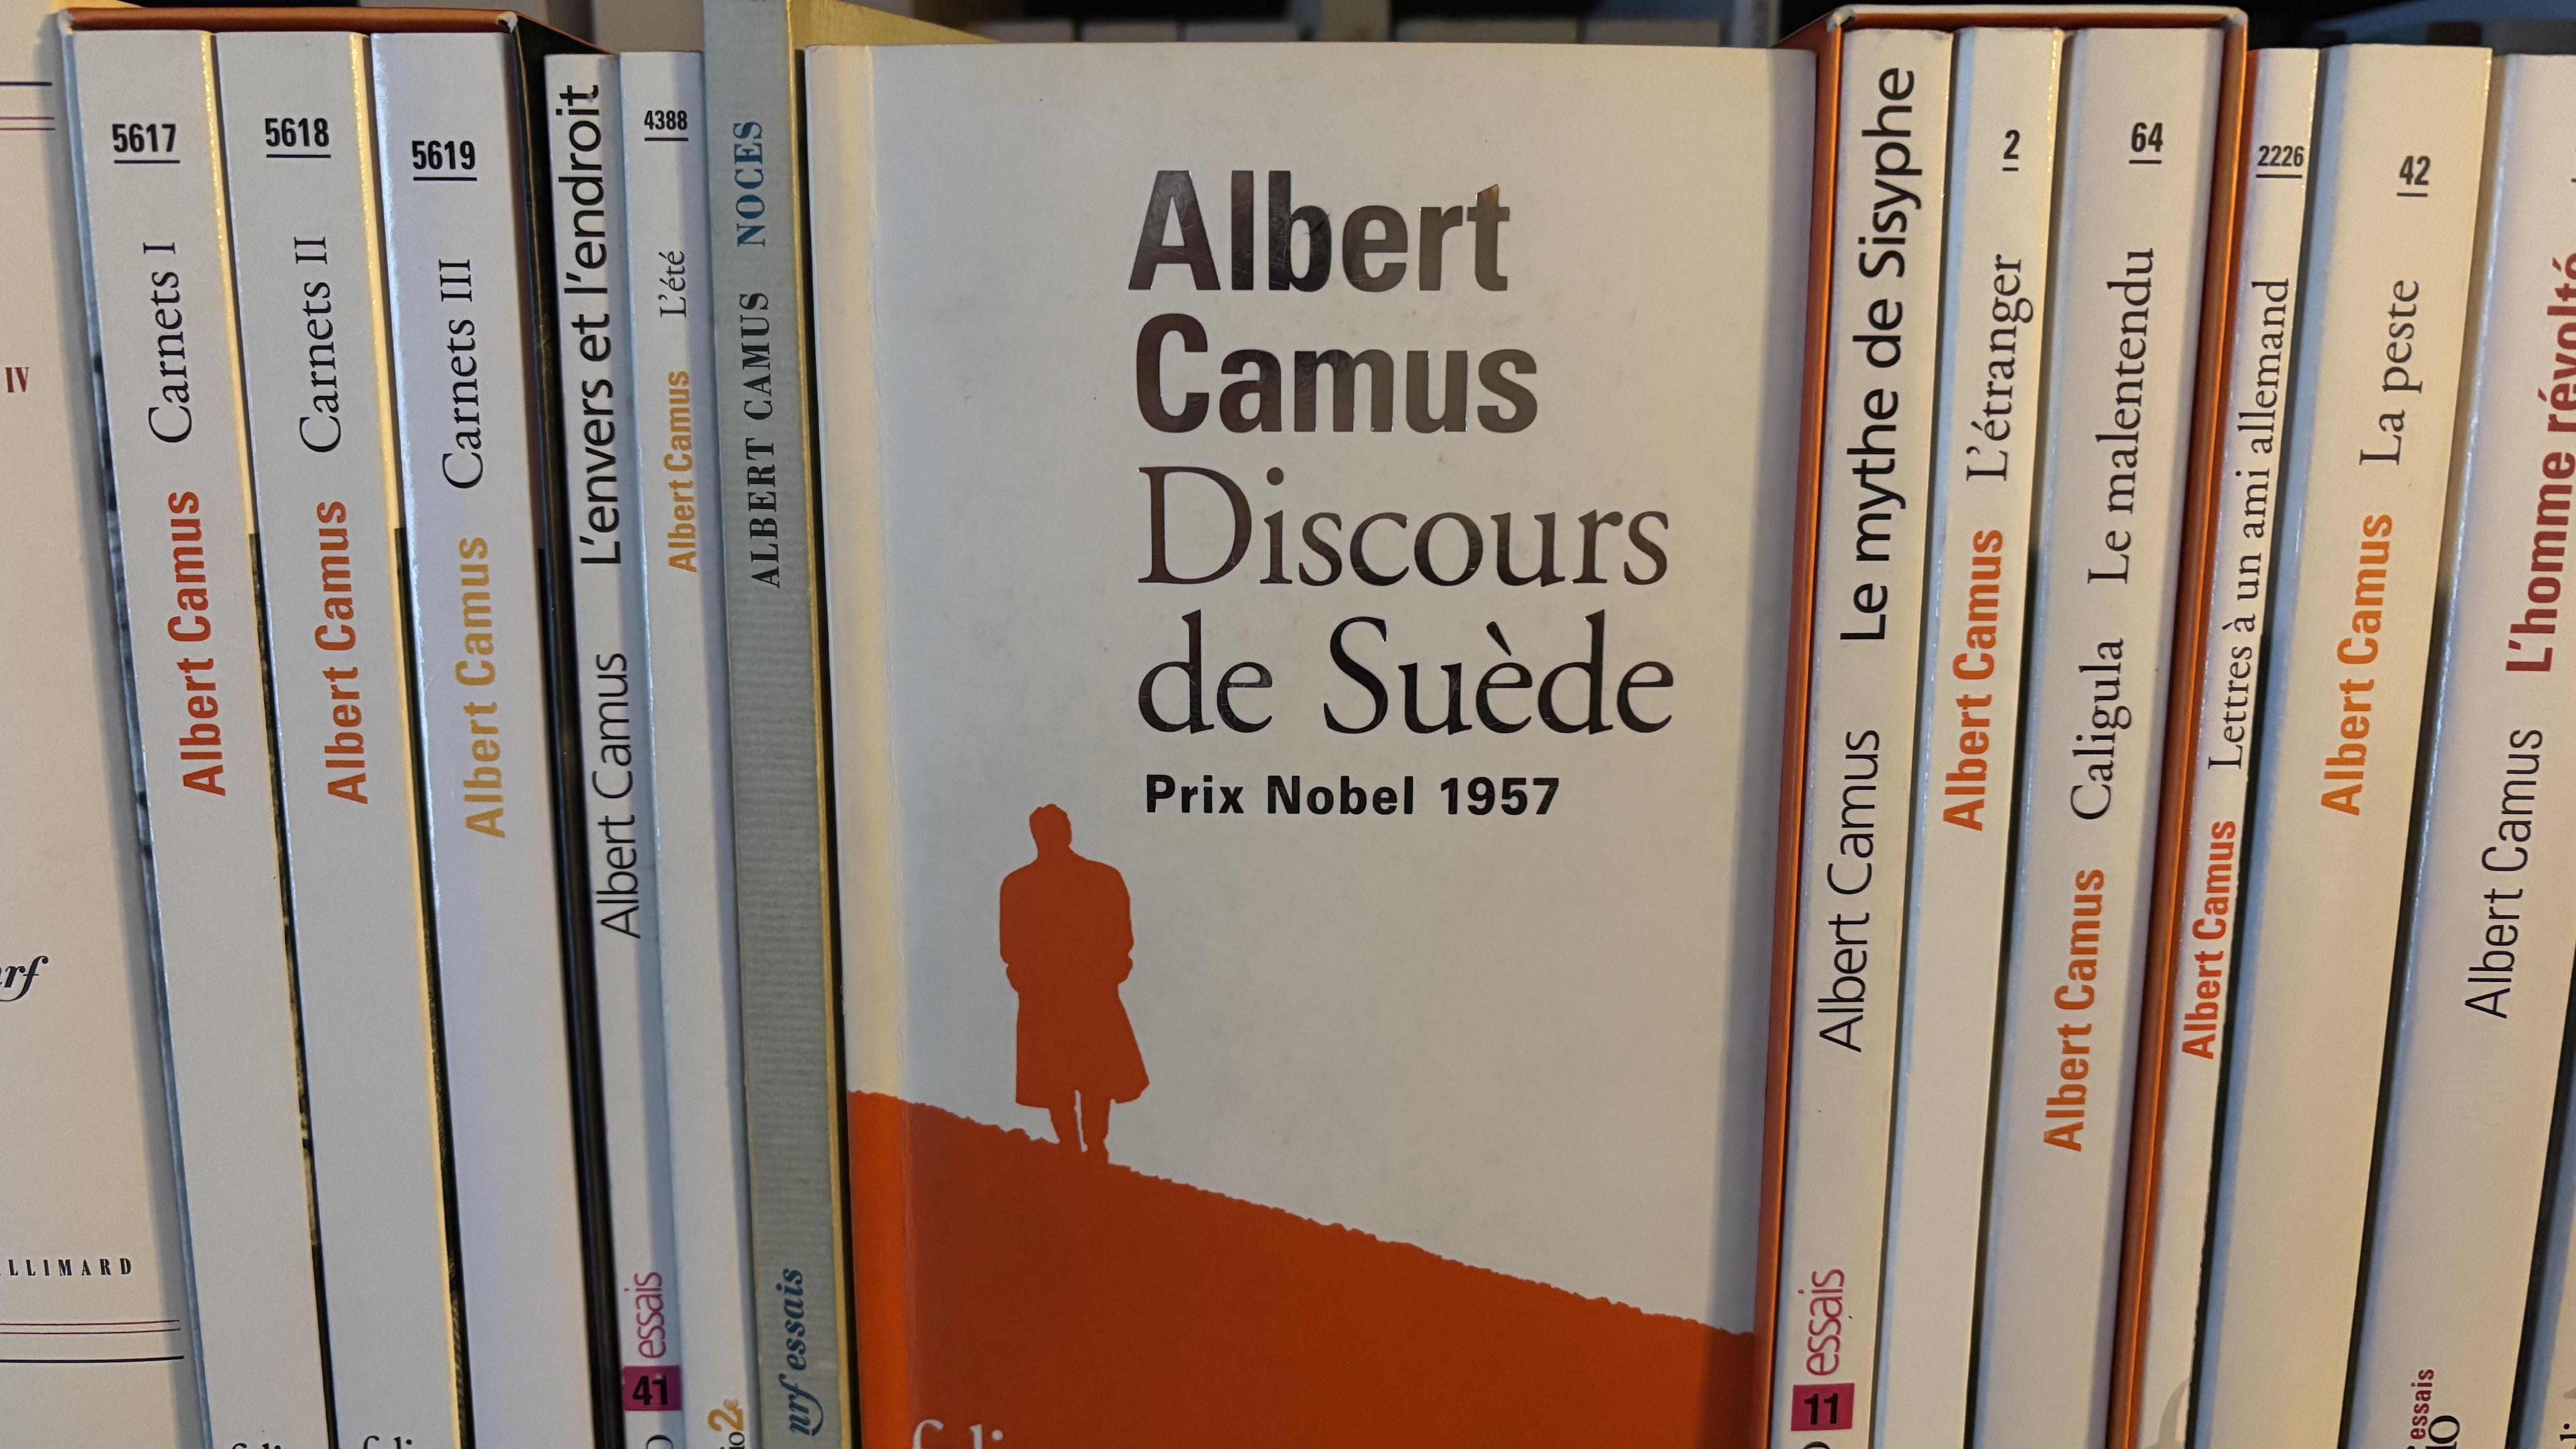 IV
nrf
LLIMARD
5617
Albert Camus Carnets I
5618
Albert Camus Carnets II
5619
Albert Camus Carnets III
Albert Camus L'envers et l'endroit
41 essais
4388
Albert Camus L'été
2€
ALBERT CAMUS NOCES
nrf essais
Albert
Camus
Discours
de Suède
Prix Nobel 1957
Albert Camus Le mythe de Sisyphe
11 essais
2
Albert Camus L'étranger
64
Albert Camus Caligula Le malentendu
2226
Albert Camus Lettres à un ami allemand
42
Albert Camus La peste
Albert Camus L'homme révolté
essais